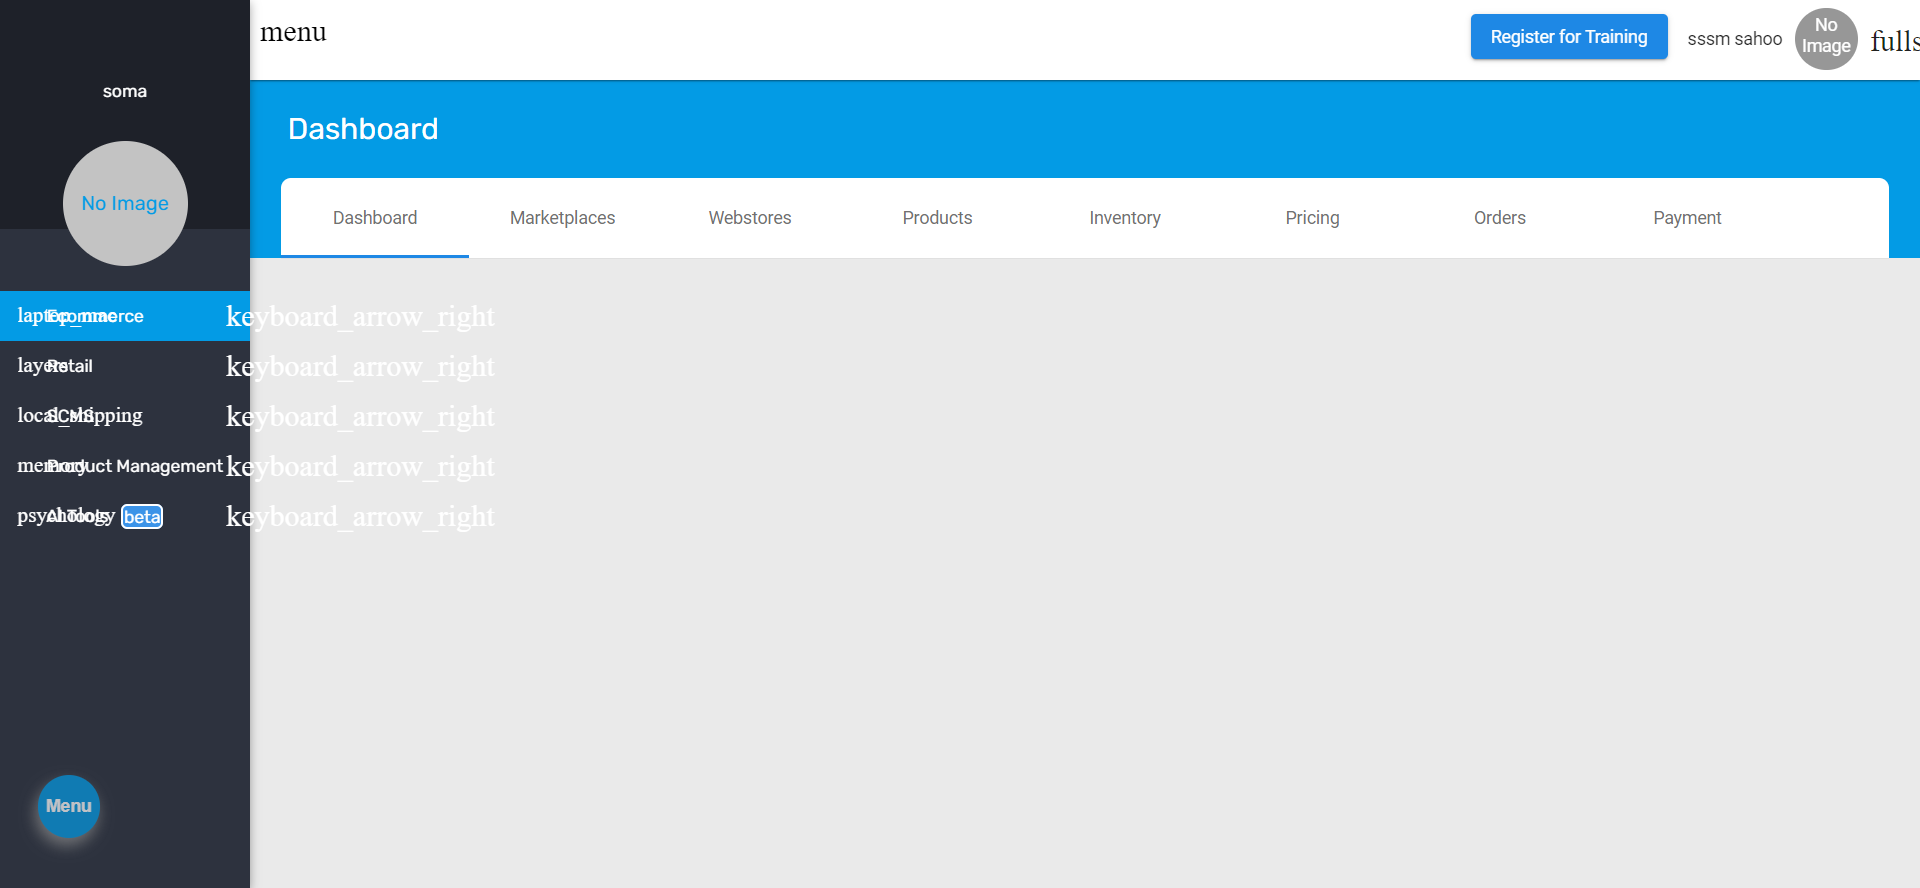 menu
Register for Training
sssm sahoo
No
Image
fulls
soma
Dashboard
No Image
Dashboard Marketplaces Webstores Products Inventory Pricing Orders Payment
laptop_mac Ecommerce keyboard_arrow_right
layers Retail keyboard_arrow_right
local_shipping SCMS keyboard_arrow_right
memory Product Management keyboard_arrow_right
psychology AI Tools beta keyboard_arrow_right
Menu